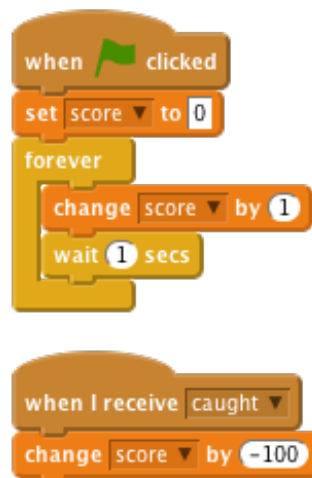 when clicked
set score to 0
forever
change score by 1
wait 1 secs
when I receive caught
change score by -100